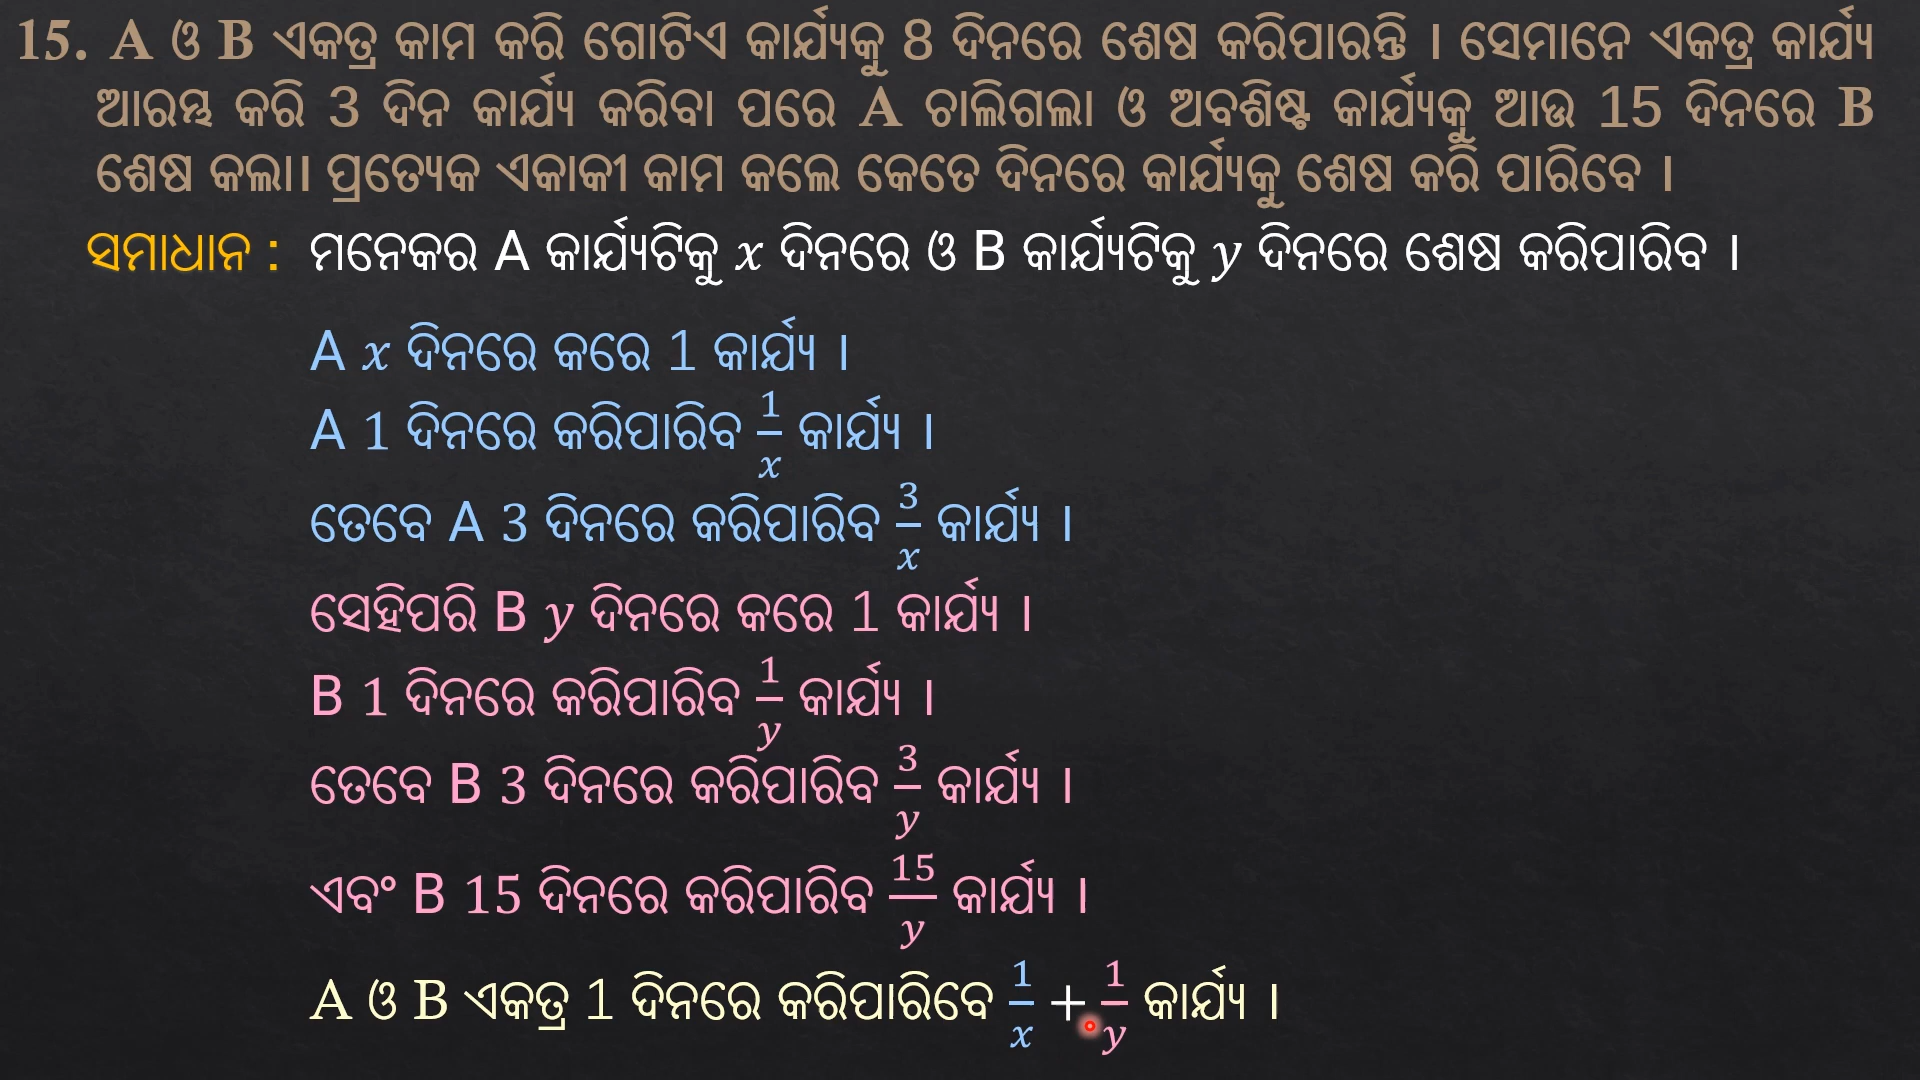 15. A ଓ B ଏକତ୍ର କାମ କରି ଗୋଟିଏ କାର୍ଯ୍ୟକୁ 8 ଦିନରେ ଶେଷ କରିପାରନ୍ତି । ସେମାନେ ଏକତ୍ର କାର୍ଯ୍ୟ
ଆରମ୍ଭ କରି 3 ଦିନ କାର୍ଯ୍ୟ କରିବା ପରେ A ଚାଲିଗଲା ଓ ଅବଶିଷ୍ଟ କାର୍ଯ୍ୟକୁ ଆଉ 15 ଦିନରେ B
ଶେଷ କଲା। ପ୍ରତ୍ୟେକ ଏକାକୀ କାମ କଲେ କେତେ ଦିନରେ କାର୍ଯ୍ୟକୁ ଶେଷ କରି ପାରିବେ ।
ସମାଧାନ : ମନେକର A କାର୍ଯ୍ୟଟିକୁ x ଦିନରେ ଓ B କାର୍ଯ୍ୟଟିକୁ y ଦିନରେ ଶେଷ କରିପାରିବ ।
A x ଦିନରେ କରେ 1 କାର୍ଯ୍ୟ ।
A 1 ଦିନରେ କରିପାରିବ 1/x କାର୍ଯ୍ୟ ।
ତେବେ A 3 ଦିନରେ କରିପାରିବ 3/x କାର୍ଯ୍ୟ ।
ସେହିପରି B y ଦିନରେ କରେ 1 କାର୍ଯ୍ୟ ।
B 1 ଦିନରେ କରିପାରିବ 1/y କାର୍ଯ୍ୟ ।
ତେବେ B 3 ଦିନରେ କରିପାରିବ 3/y କାର୍ଯ୍ୟ ।
ଏବଂ B 15 ଦିନରେ କରିପାରିବ 15/y କାର୍ଯ୍ୟ ।
A ଓ B ଏକତ୍ର 1 ଦିନରେ କରିପାରିବେ 1/x + 1/y କାର୍ଯ୍ୟ ।